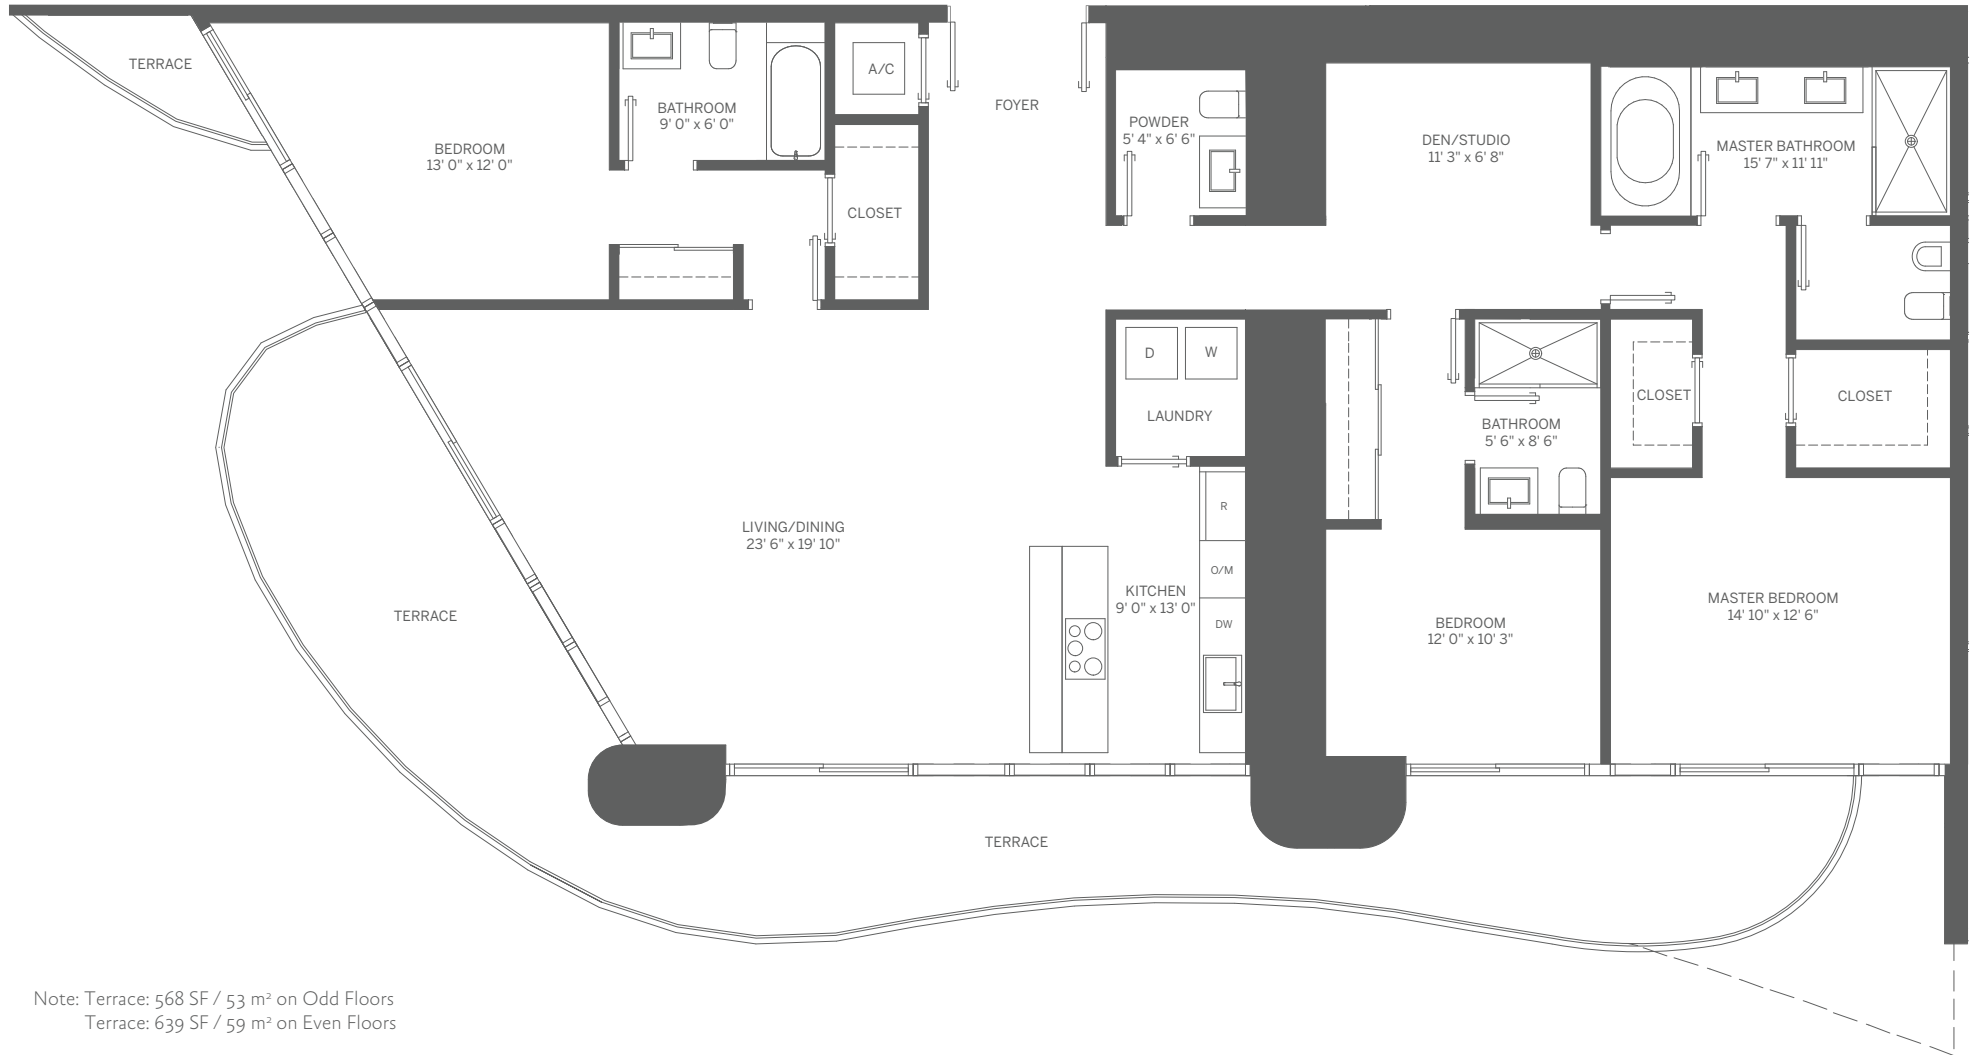 TERRACE
BEDROOM
13' 0" x 12' 0"
BATHROOM
9' 0" x 6' 0"
A/C
CLOSET
FOYER
POWDER
5' 4" x 6' 6"
DEN/STUDIO
11' 3" x 6' 8"
MASTER BATHROOM
15' 7" x 11' 11"
D
W
LAUNDRY
BATHROOM
5' 6" x 8' 6"
CLOSET
CLOSET
LIVING/DINING
23' 6" x 19' 10"
R
O/M
KITCHEN
9' 0" x 13' 0"
DW
TERRACE
BEDROOM
12' 0" x 10' 3"
MASTER BEDROOM
14' 10" x 12' 6"
TERRACE
Note: Terrace: 568 SF / 53 m² on Odd Floors
Terrace: 639 SF / 59 m² on Even Floors